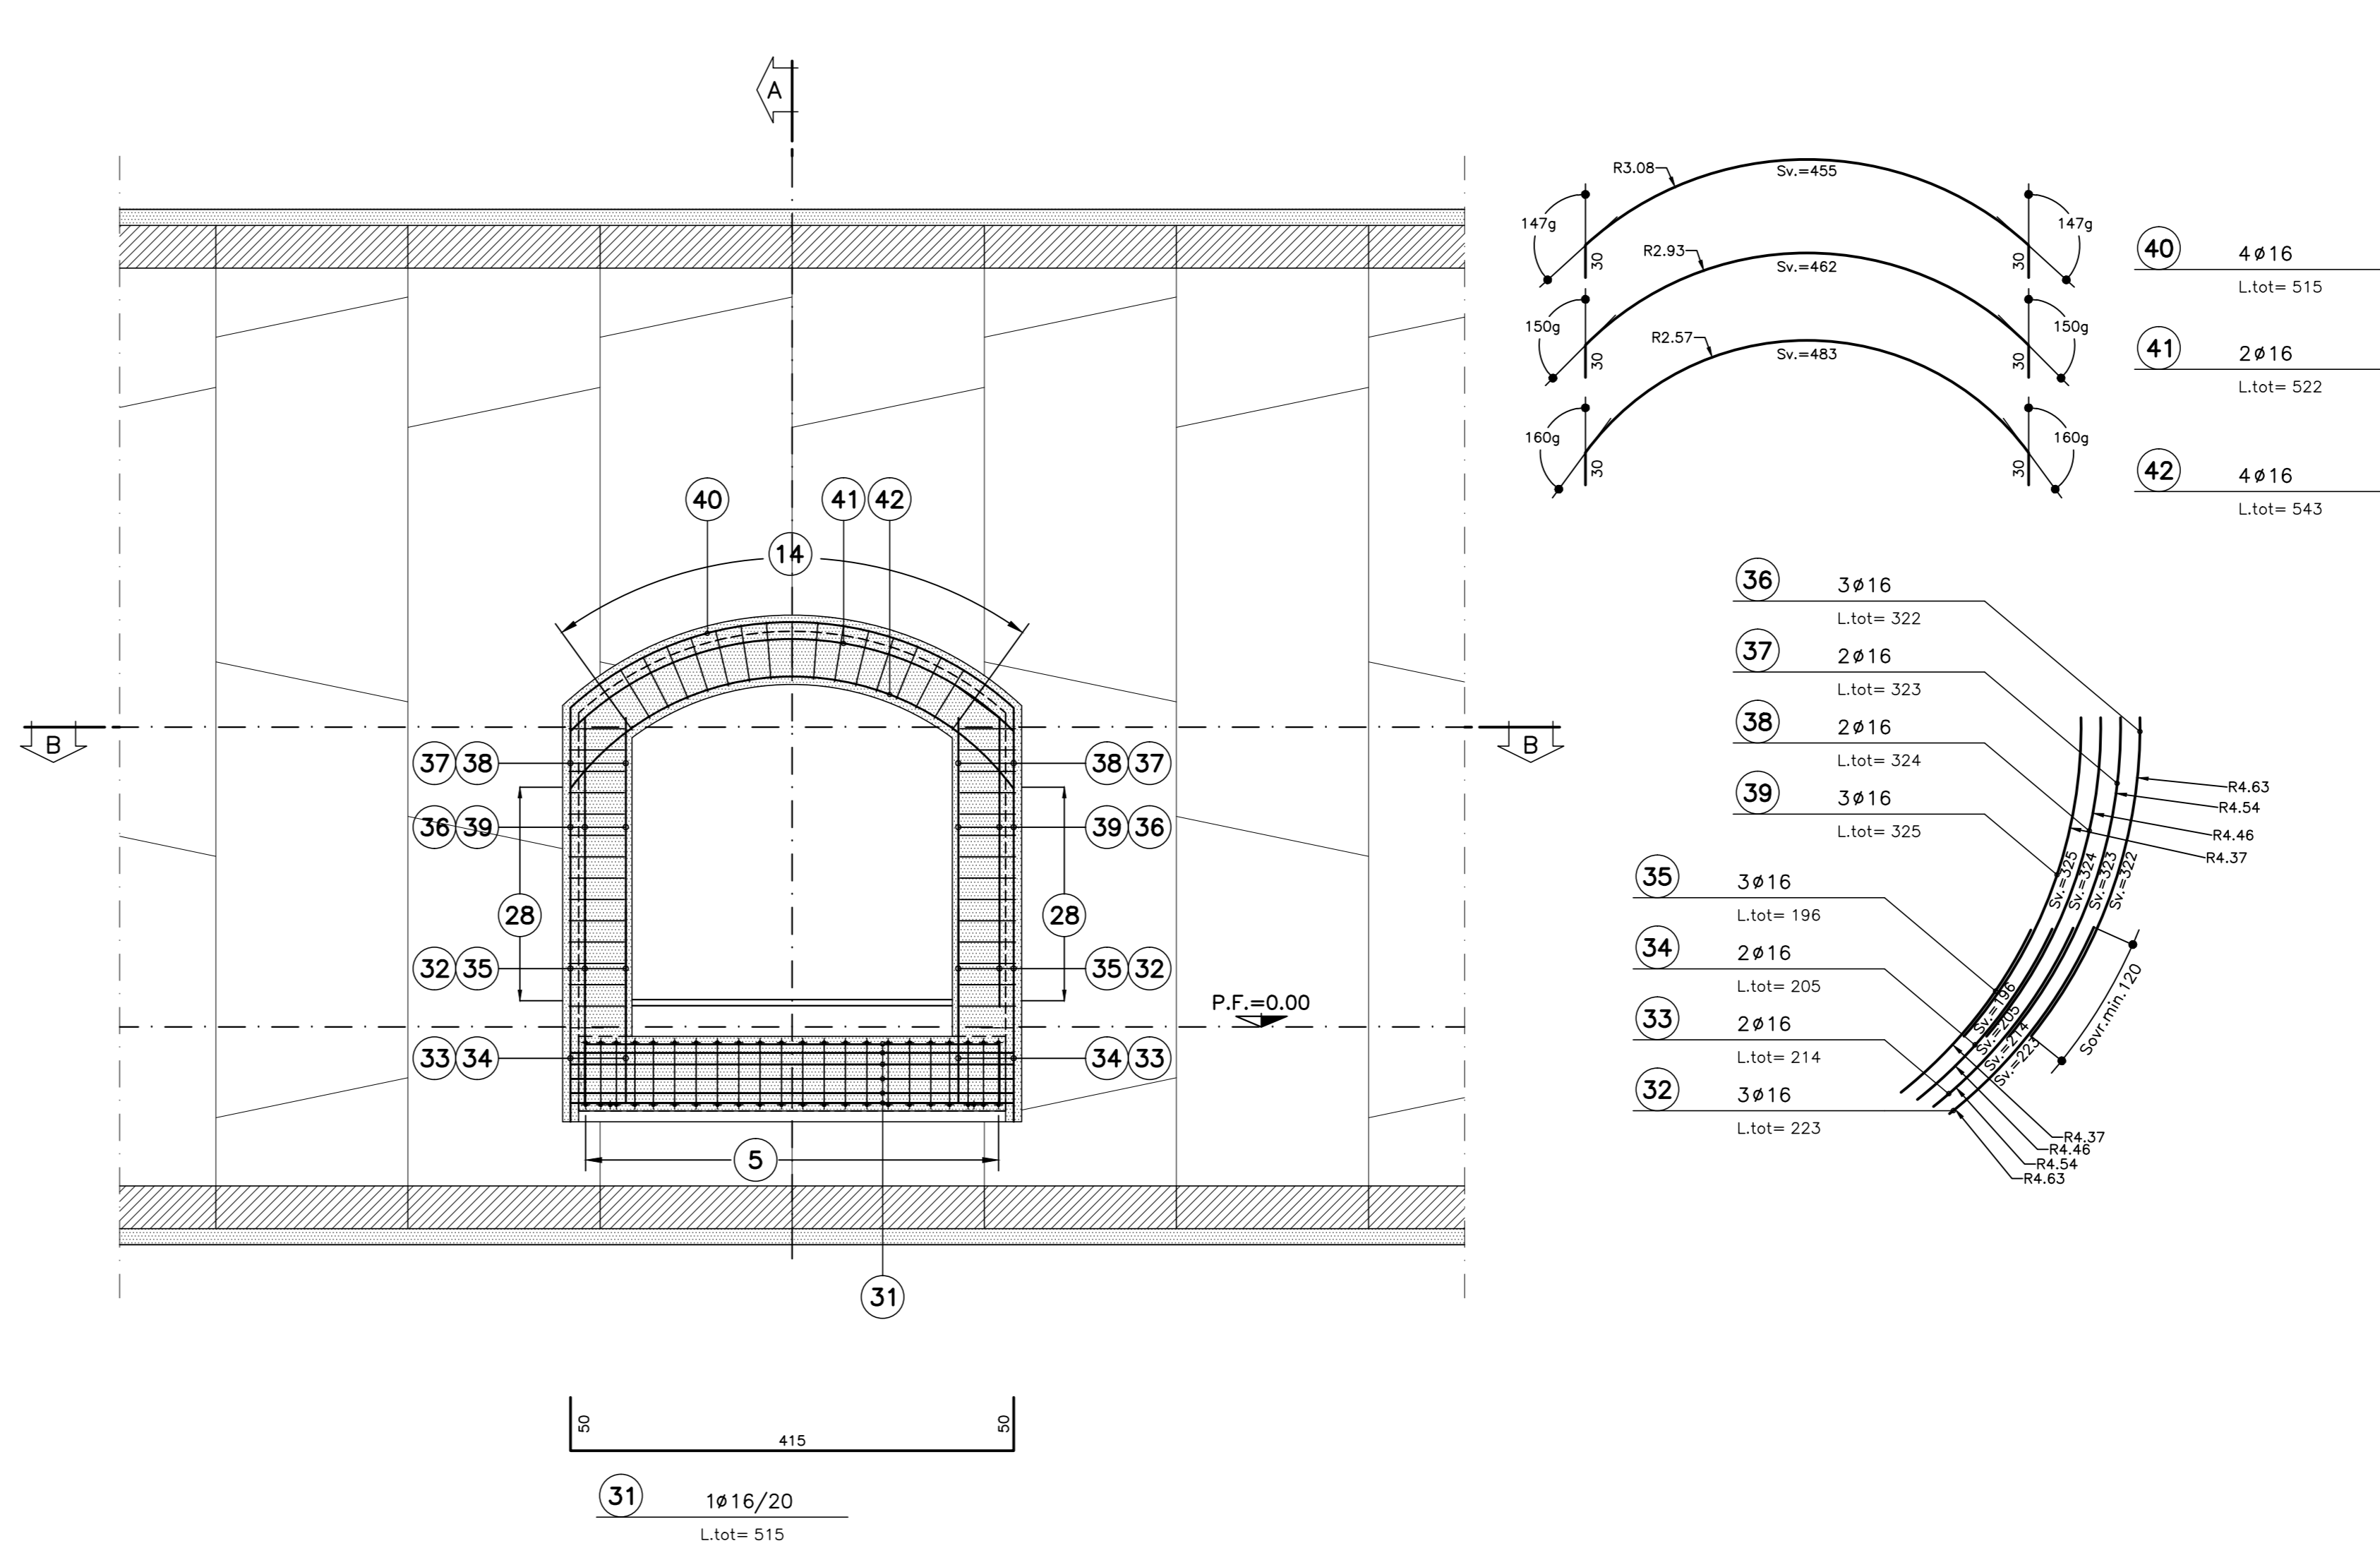 A
R3.08
Sv.=455
147g
147g
30
30
40
4ø16
L.tot= 515
R2.93
Sv.=462
150g
150g
30
30
41
2ø16
L.tot= 522
R2.57
Sv.=483
160g
160g
30
30
42
4ø16
L.tot= 543
40
41
42
14
B
B
37 38
38 37
36 39
39 36
28
28
32 35
35 32
P.F.=0.00
33 34
34 33
5
31
36
3ø16
L.tot= 322
37
2ø16
L.tot= 323
38
2ø16
L.tot= 324
39
3ø16
L.tot= 325
35
3ø16
L.tot= 196
34
2ø16
L.tot= 205
33
2ø16
L.tot= 214
32
3ø16
L.tot= 223
R4.63
R4.54
R4.46
R4.37
Sv.=325
Sv.=324
Sv.=323
Sv.=322
Sv.=196
Sv.=205
Sv.=214
Sv.=223
Sovr.min.120
R4.37
R4.46
R4.54
R4.63
50
50
415
31
1ø16/20
L.tot= 515